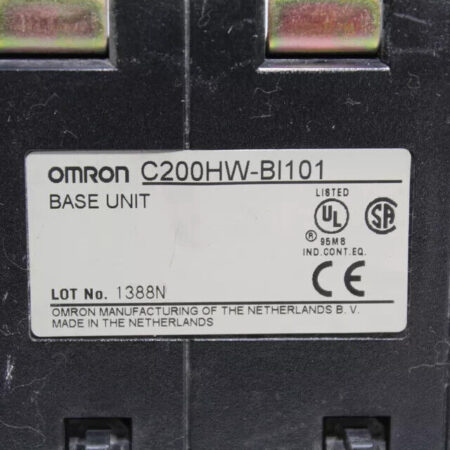 OMRON C200HW-BI101
BASE UNIT
LISTED
UL
SA
® 95M8
IND.CONT.EQ.
CE
LOT No. 1388N
OMRON MANUFACTURING OF THE NETHERLANDS B.V.
MADE IN THE NETHERLANDS